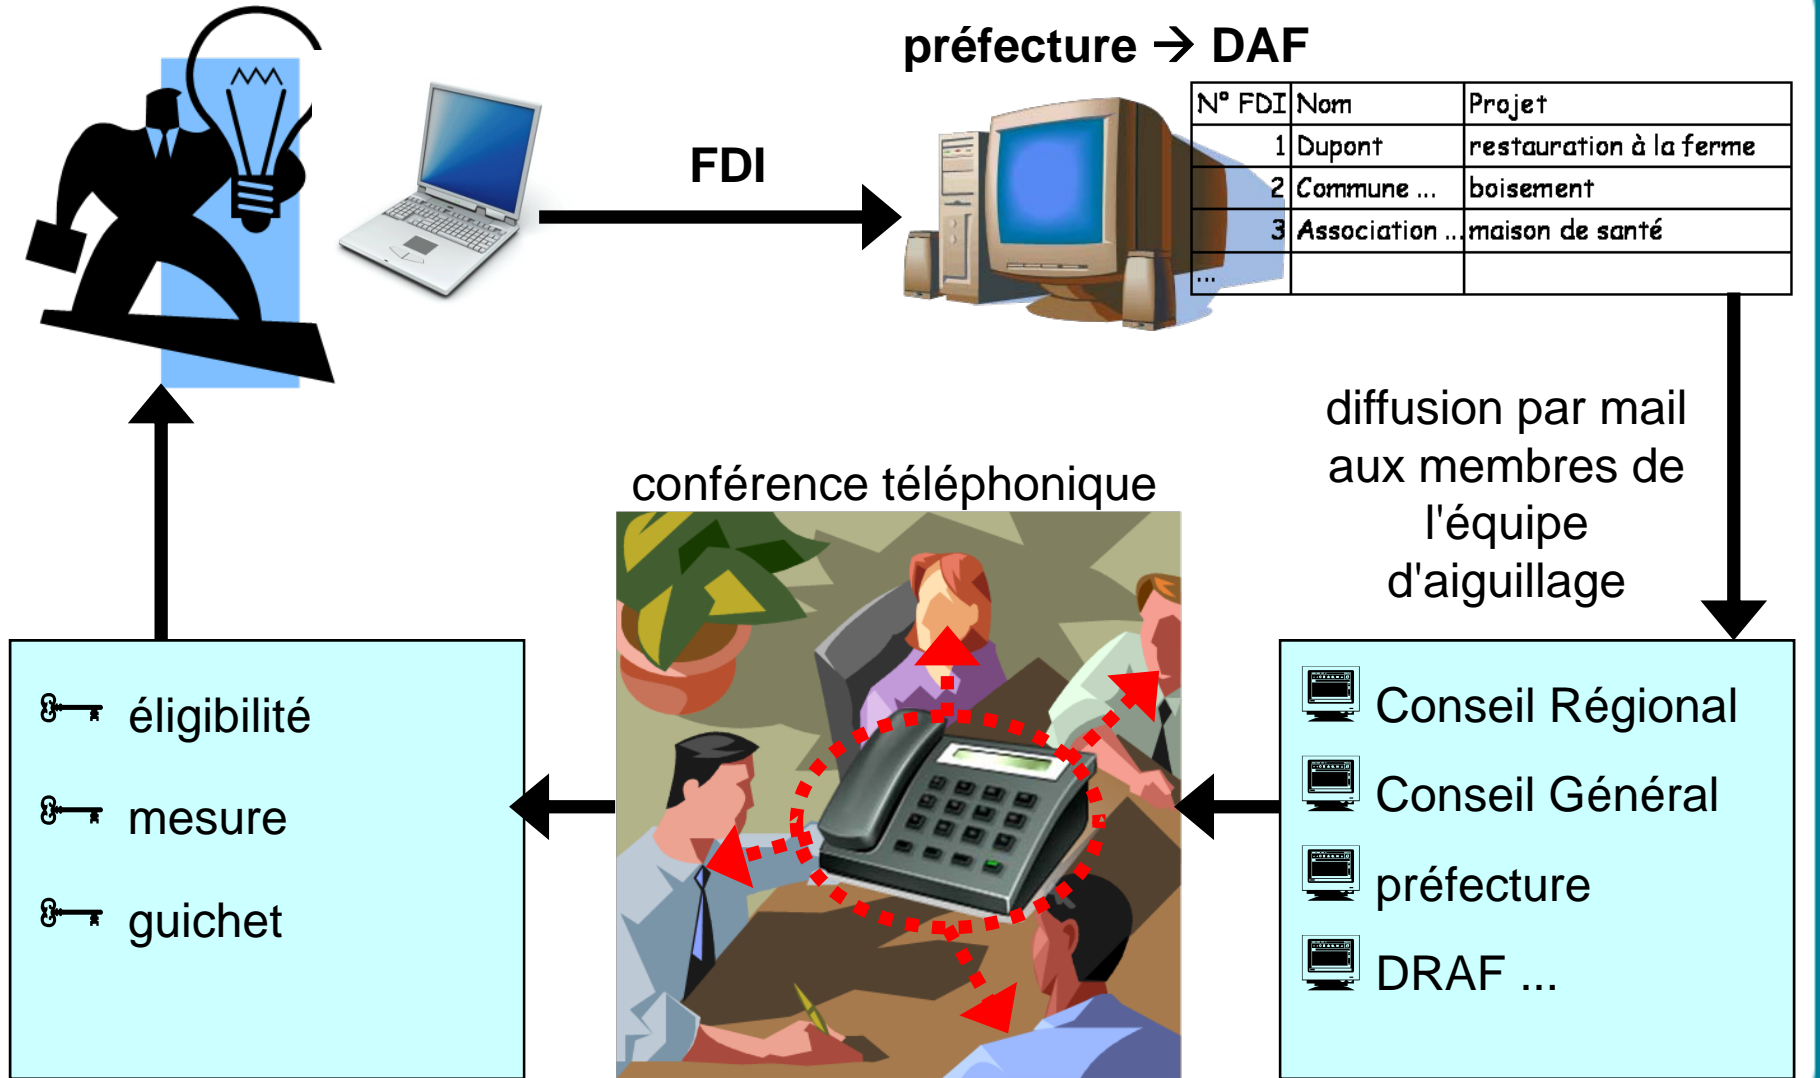 préfecture → DAF
FDI
N° FDI Nom Projet
1 Dupont restauration à la ferme
2 Commune ... boisement
3 Association ... maison de santé
...
diffusion par mail
aux membres de
l'équipe
d'aiguillage
conférence téléphonique
éligibilité
mesure
guichet
Conseil Régional
Conseil Général
préfecture
DRAF ...